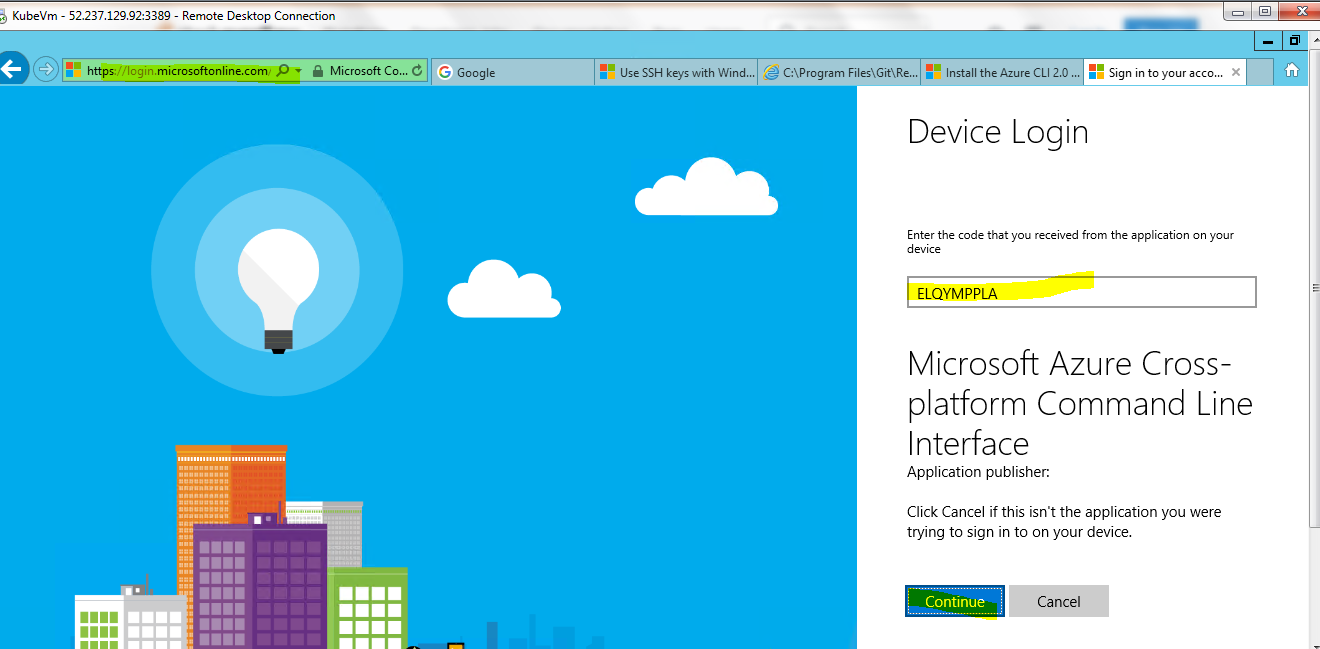 KubeVm - 52.237.129.92:3389 - Remote Desktop Connection
https://login.microsoftonline.com/ Microsoft Co... Google Use SSH keys with Wind... C:\Program Files\Git\Re... Install the Azure CLI 2.0 ... Sign in to your acco...
Device Login
Enter the code that you received from the application on your
device
ELQYMPPLA
Microsoft Azure Cross-
platform Command Line
Interface
Application publisher:
Click Cancel if this isn't the application you were
trying to sign in to on your device.
Continue Cancel